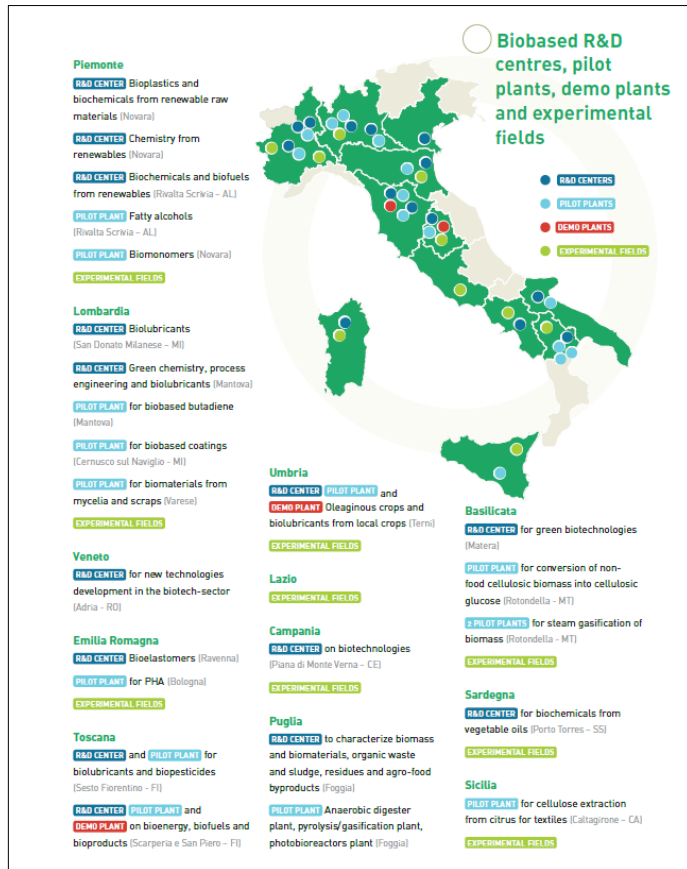 Biobased R&D
centres, pilot
plants, demo plants
and experimental
fields
R&D CENTERS
PILOT PLANTS
DEMO PLANTS
EXPERIMENTAL FIELDS
Piemonte
R&D CENTER Bioplastics and
biochemicals from renewable raw
materials (Novara)
R&D CENTER Chemistry from
renewables (Novara)
R&D CENTER Biochemicals and biofuels
from renewables (Rivalta Scrivia – AL)
PILOT PLANT Fatty alcohols
(Rivalta Scrivia – AL)
PILOT PLANT Biomonomers (Novara)
EXPERIMENTAL FIELDS
Lombardia
R&D CENTER Biolubricants
(San Donato Milanese – MI)
R&D CENTER Green chemistry, process
engineering and biolubricants (Mantova)
PILOT PLANT for biobased butadiene
(Mantova)
PILOT PLANT for biobased coatings
(Cernusco sul Naviglio - MI)
PILOT PLANT for biomaterials from
mycelia and scraps (Varese)
EXPERIMENTAL FIELDS
Veneto
R&D CENTER for new technologies
development in the biotech-sector
(Adria – RO)
Emilia Romagna
R&D CENTER Bioelastomers (Ravenna)
PILOT PLANT for PHA (Bologna)
EXPERIMENTAL FIELDS
Toscana
R&D CENTER and PILOT PLANT for
biolubricants and biopesticides
(Sesto Fiorentino – FI)
R&D CENTER PILOT PLANT and
DEMO PLANT on bioenergy, biofuels and
bioproducts (Scarperia e San Piero – FI)
Umbria
R&D CENTER PILOT PLANT and
DEMO PLANT Oleaginous crops and
biolubricants from local crops (Terni)
EXPERIMENTAL FIELDS
Lazio
EXPERIMENTAL FIELDS
Campania
R&D CENTER on biotechnologies
(Piana di Monte Verna – CE)
EXPERIMENTAL FIELDS
Puglia
R&D CENTER to characterize biomass
and biomaterials, organic waste
and sludge, residues and agro-food
byproducts (Foggia)
PILOT PLANT Anaerobic digester
plant, pyrolysis/gasification plant,
photobioreactors plant (Foggia)
Basilicata
R&D CENTER for green biotechnologies
(Matera)
PILOT PLANT for conversion of non-
food cellulosic biomass into cellulosic
glucose (Rotondella – MT)
2 PILOT PLANTS for steam gasification of
biomass (Rotondella – MT)
EXPERIMENTAL FIELDS
Sardegna
R&D CENTER for biochemicals from
vegetable oils (Porto Torres – SS)
EXPERIMENTAL FIELDS
Sicilia
PILOT PLANT for cellulose extraction
from citrus for textiles (Caltagirone – CA)
EXPERIMENTAL FIELDS